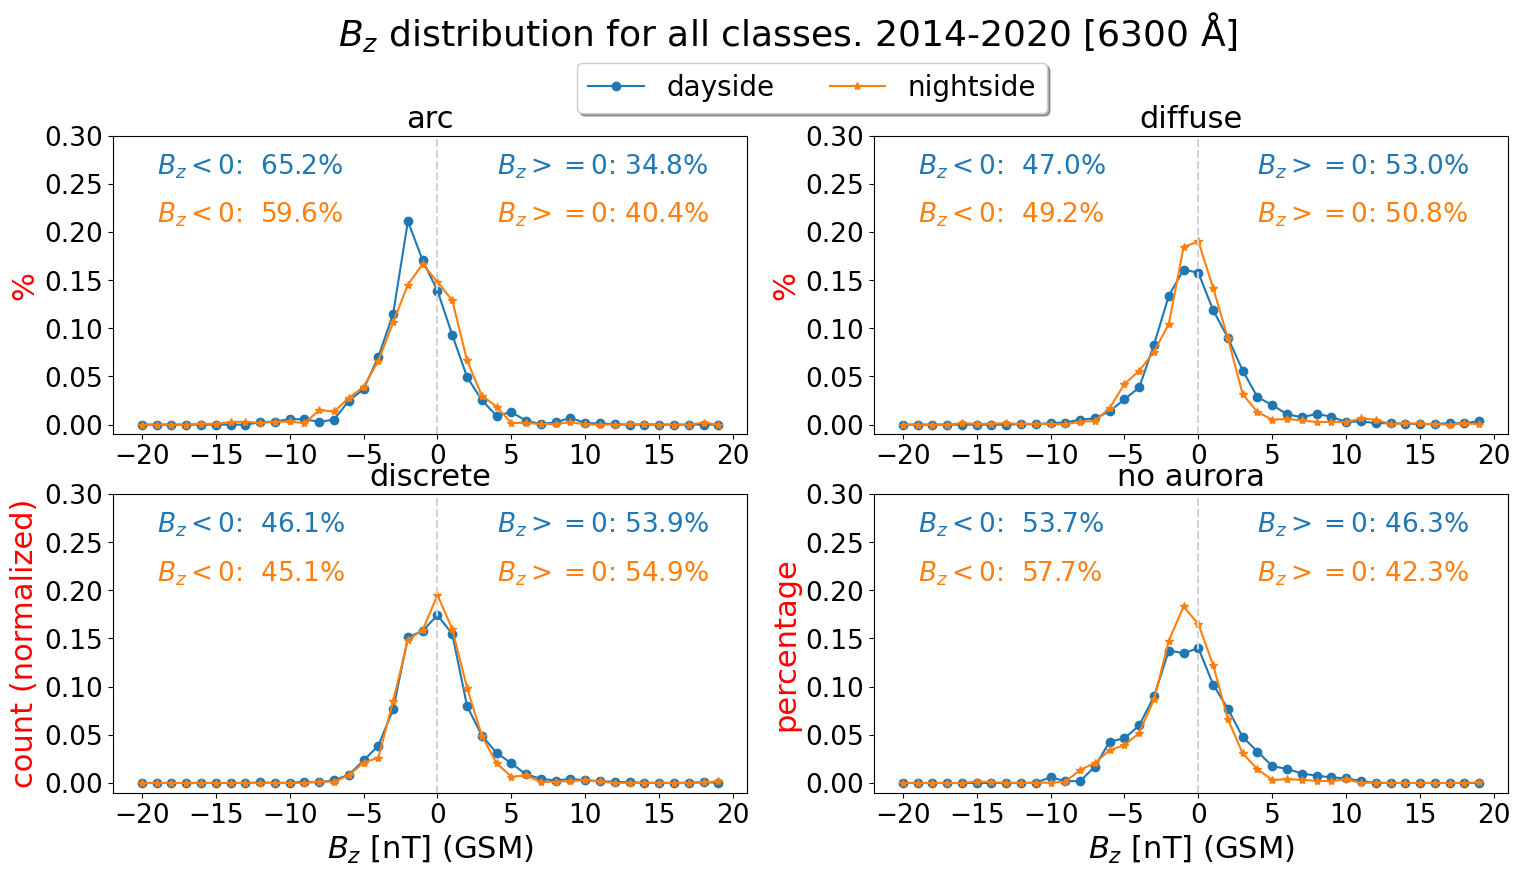 B_z distribution for all classes. 2014-2020 [6300 Å]
dayside nightside
arc
B_z < 0: 65.2% B_z >= 0: 34.8%
B_z < 0: 59.6% B_z >= 0: 40.4%
%
0.30
0.25
0.20
0.15
0.10
0.05
0.00
−20 −15 −10 −5 0 5 10 15 20
diffuse
B_z < 0: 47.0% B_z >= 0: 53.0%
B_z < 0: 49.2% B_z >= 0: 50.8%
%
0.30
0.25
0.20
0.15
0.10
0.05
0.00
−20 −15 −10 −5 0 5 10 15 20
discrete
B_z < 0: 46.1% B_z >= 0: 53.9%
B_z < 0: 45.1% B_z >= 0: 54.9%
count (normalized)
0.30
0.25
0.20
0.15
0.10
0.05
0.00
−20 −15 −10 −5 0 5 10 15 20
B_z [nT] (GSM)
no aurora
B_z < 0: 53.7% B_z >= 0: 46.3%
B_z < 0: 57.7% B_z >= 0: 42.3%
percentage
0.30
0.25
0.20
0.15
0.10
0.05
0.00
−20 −15 −10 −5 0 5 10 15 20
B_z [nT] (GSM)